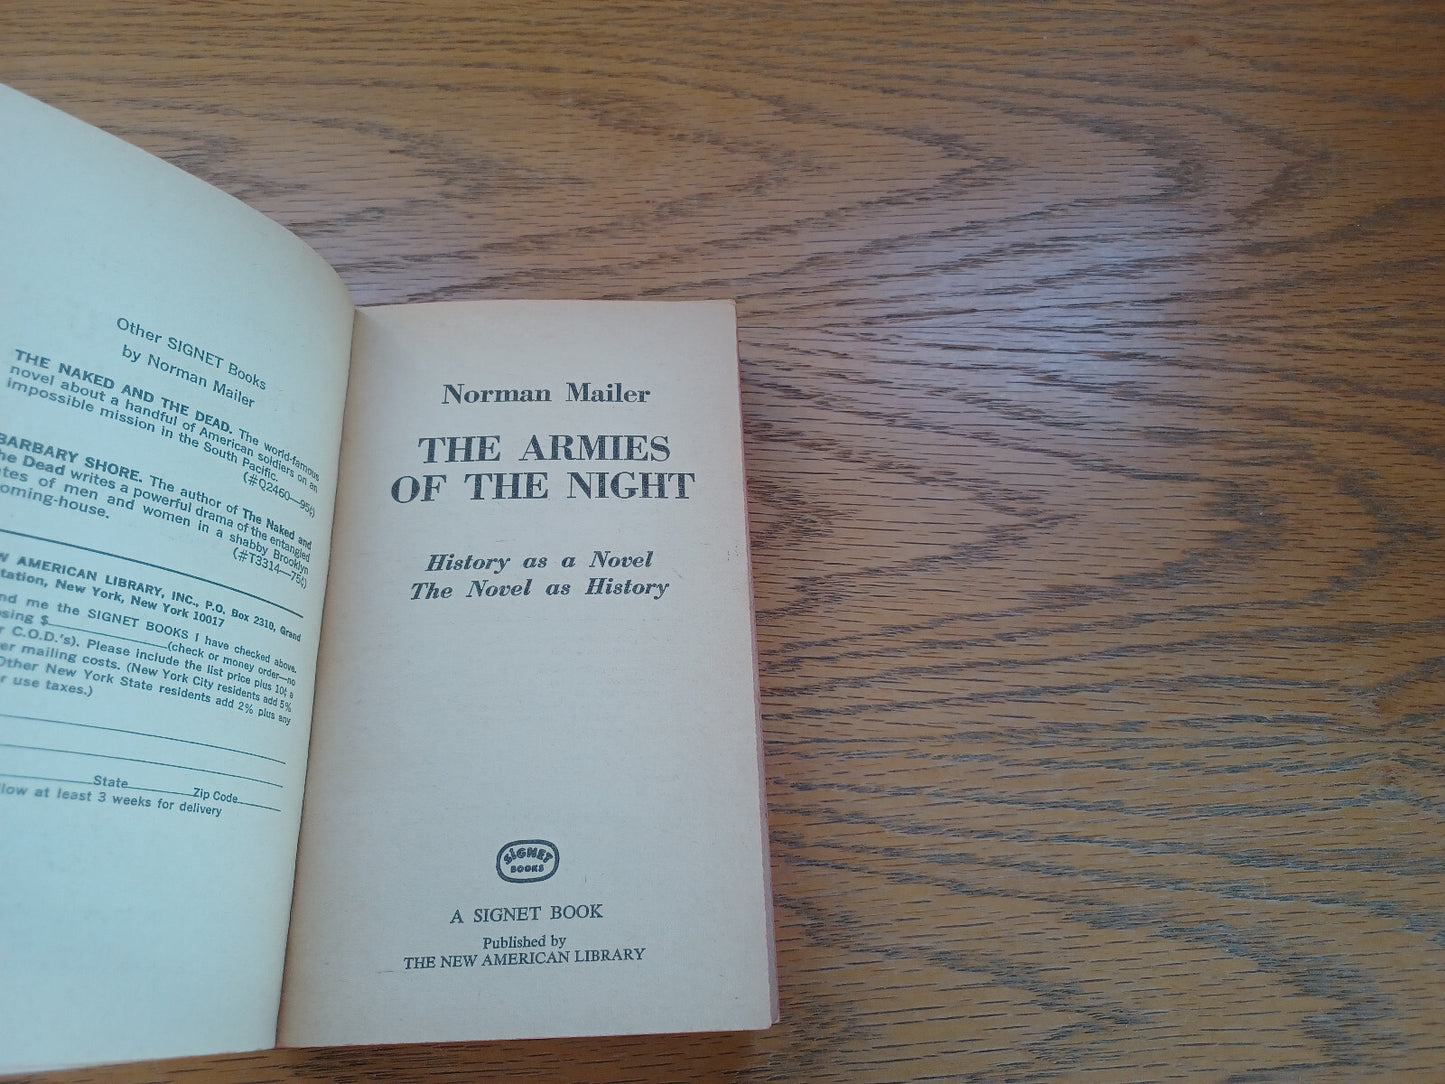 Other SIGNET Books
by Norman Mailer
THE NAKED AND THE DEAD. The world-famous
novel about a handful of American soldiers on an
impossible mission in the South Pacific.
(#Q2460—95¢)
BARBARY SHORE. The author of The Naked and
the Dead writes a powerful drama of the entangled
of men and women in a shabby Brooklyn
(#T3314—75¢)
AMERICAN LIBRARY, INC., P.O. Box 2310, Grand
New York, New York 10017
me the SIGNET BOOKS I have checked above.
$ (check or money order—no
C.O.D.'s). Please include the list price plus 10¢ a
mailing costs. (New York City residents add 5%
Other New York State residents add 2% plus any
use taxes.)
State Zip Code
at least 3 weeks for delivery
Norman Mailer
THE ARMIES
OF THE NIGHT
History as a Novel
The Novel as History
SIGNET
BOOKS
A SIGNET BOOK
Published by
THE NEW AMERICAN LIBRARY